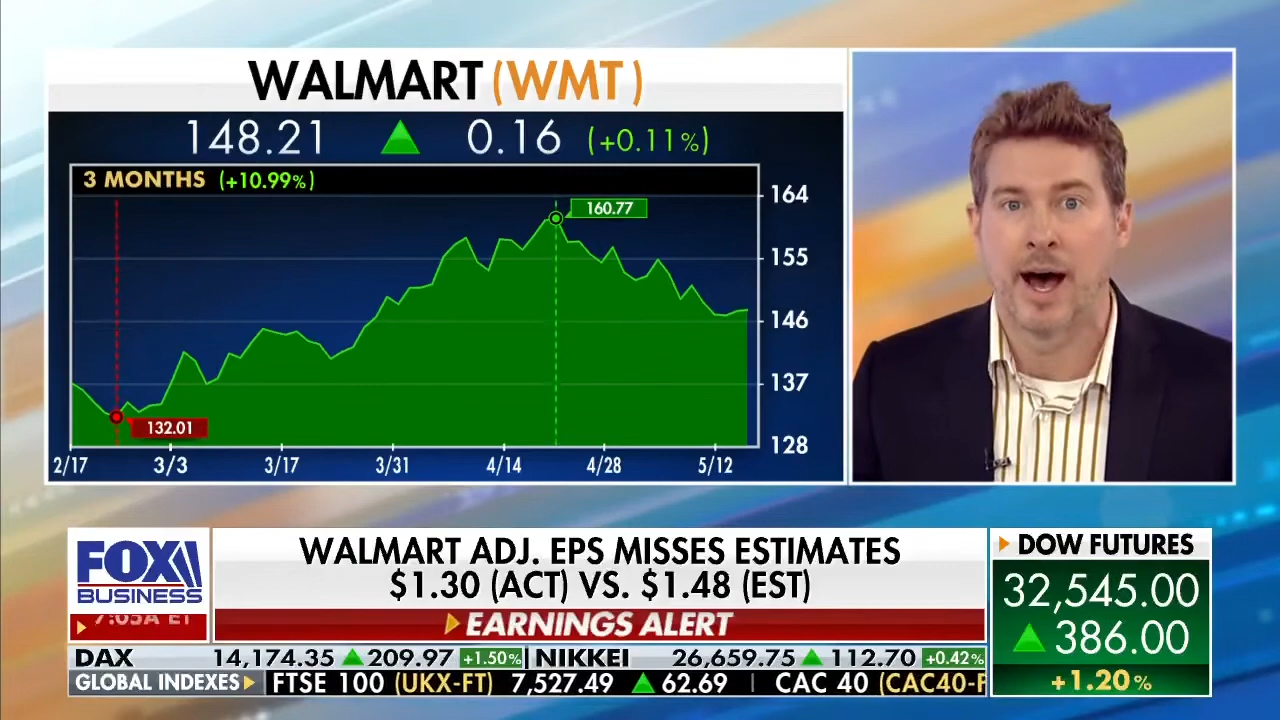 WALMART (WMT)
148.21 ▲ 0.16 (+0.11%)
3 MONTHS (+10.99%)
164
155
146
137
128
160.77
132.01
2/17 3/3 3/17 3/31 4/14 4/28 5/12
FOX
BUSINESS
7:05A ET
WALMART ADJ. EPS MISSES ESTIMATES
$1.30 (ACT) VS. $1.48 (EST)
EARNINGS ALERT
DOW FUTURES
32,545.00
▲ 386.00
+1.20%
DAX 14,174.35 ▲ 209.97 +1.50% NIKKEI 26,659.75 ▲ 112.70 +0.42%
GLOBAL INDEXES FTSE 100 (UKX-FT) 7,527.49 ▲ 62.69 | CAC 40 (CAC40-F